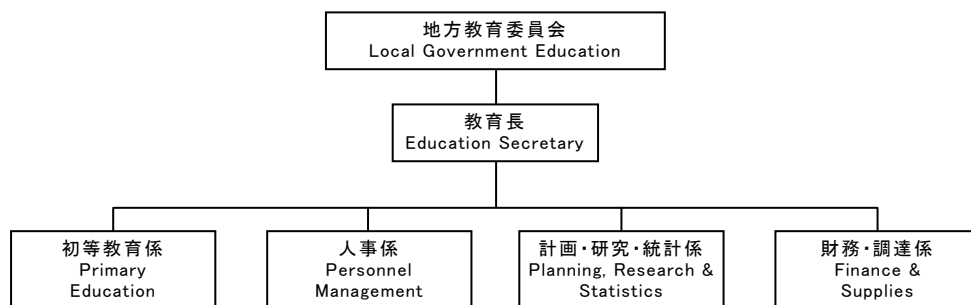 地方教育委員会
Local Government Education
教育長
Education Secretary
初等教育係
Primary
Education
人事係
Personnel
Management
計画・研究・統計係
Planning, Research &
Statistics
財務・調達係
Finance &
Supplies